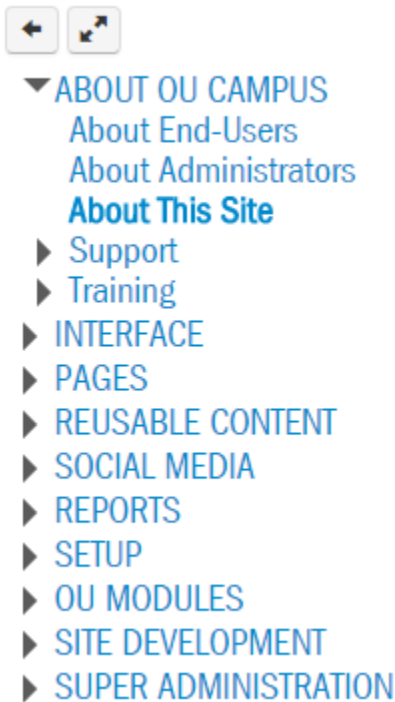 ABOUT OU CAMPUS
About End-Users
About Administrators
About This Site
Support
Training
INTERFACE
PAGES
REUSABLE CONTENT
SOCIAL MEDIA
REPORTS
SETUP
OU MODULES
SITE DEVELOPMENT
SUPER ADMINISTRATION